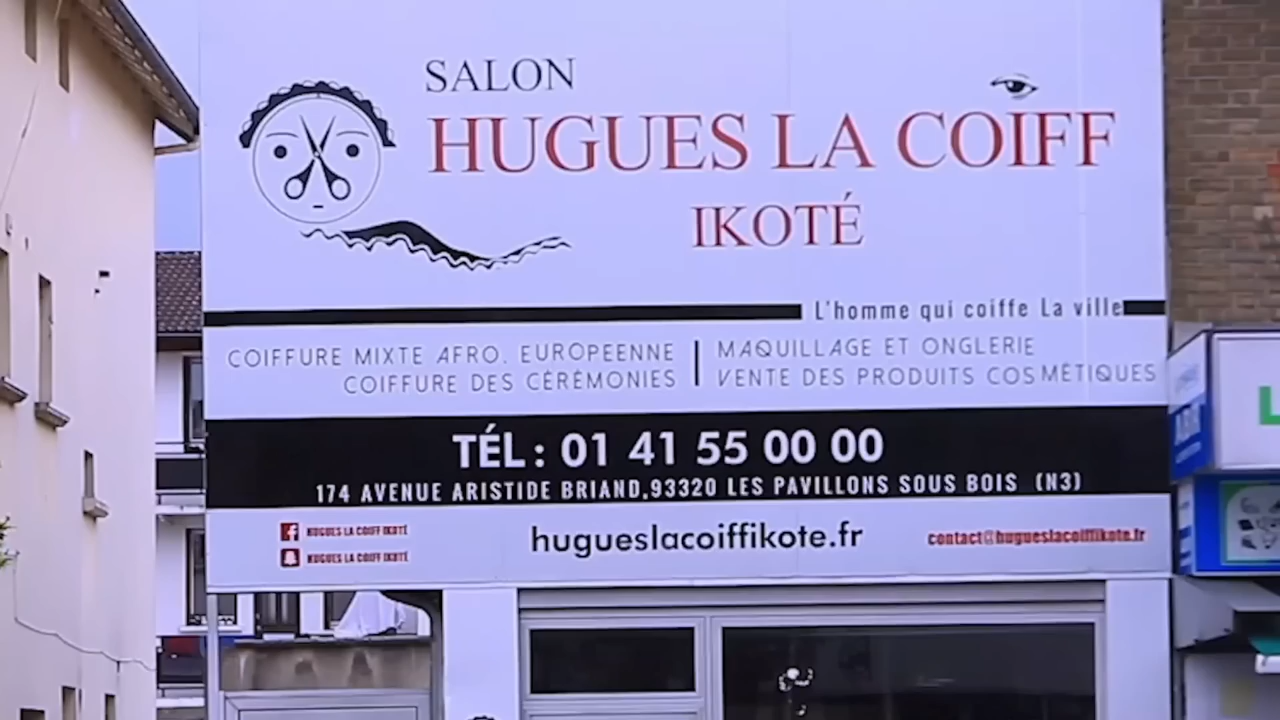 SALON
HUGUES LA COIFF
IKOTÉ
L'homme qui coiffe La ville
COIFFURE MIXTE AFRO. EUROPEENNE
COIFFURE DES CÉRÉMONIES
MAQUILLAGE ET ONGLERIE
VENTE DES PRODUITS COSMÉTIQUES
TÉL: 01 41 55 00 00
174 AVENUE ARISTIDE BRIAND,93320 LES PAVILLONS SOUS BOIS (N3)
HUGUES LA COIFF IKOTÉ
HUGUES LA COIFF IKOTÉ
hugueslacoiffikote.fr
contact@hugueslacoiffikote.fr